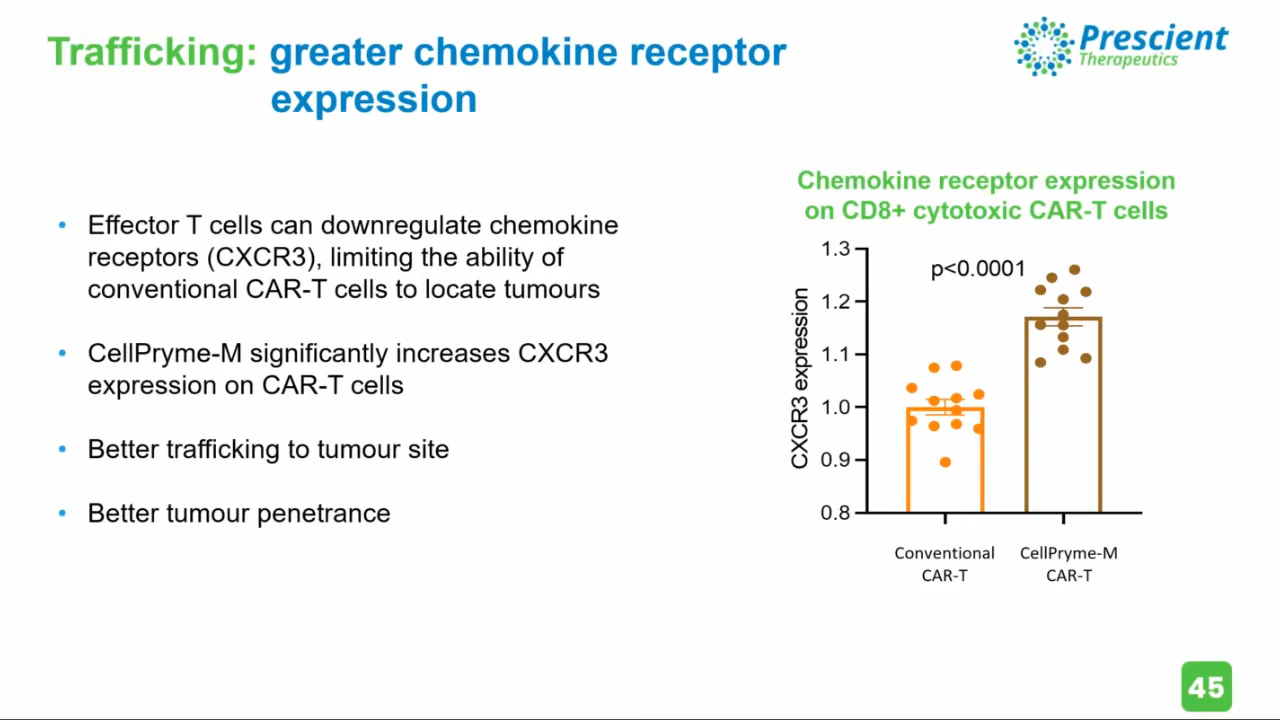 Trafficking: greater chemokine receptor
expression
Prescient
Therapeutics
• Effector T cells can downregulate chemokine
receptors (CXCR3), limiting the ability of
conventional CAR-T cells to locate tumours
• CellPryme-M significantly increases CXCR3
expression on CAR-T cells
• Better trafficking to tumour site
• Better tumour penetrance
Chemokine receptor expression
on CD8+ cytotoxic CAR-T cells
p<0.0001
CXCR3 expression
1.3
1.2
1.1
1.0
0.9
0.8
Conventional
CAR-T
CellPryme-M
CAR-T
45